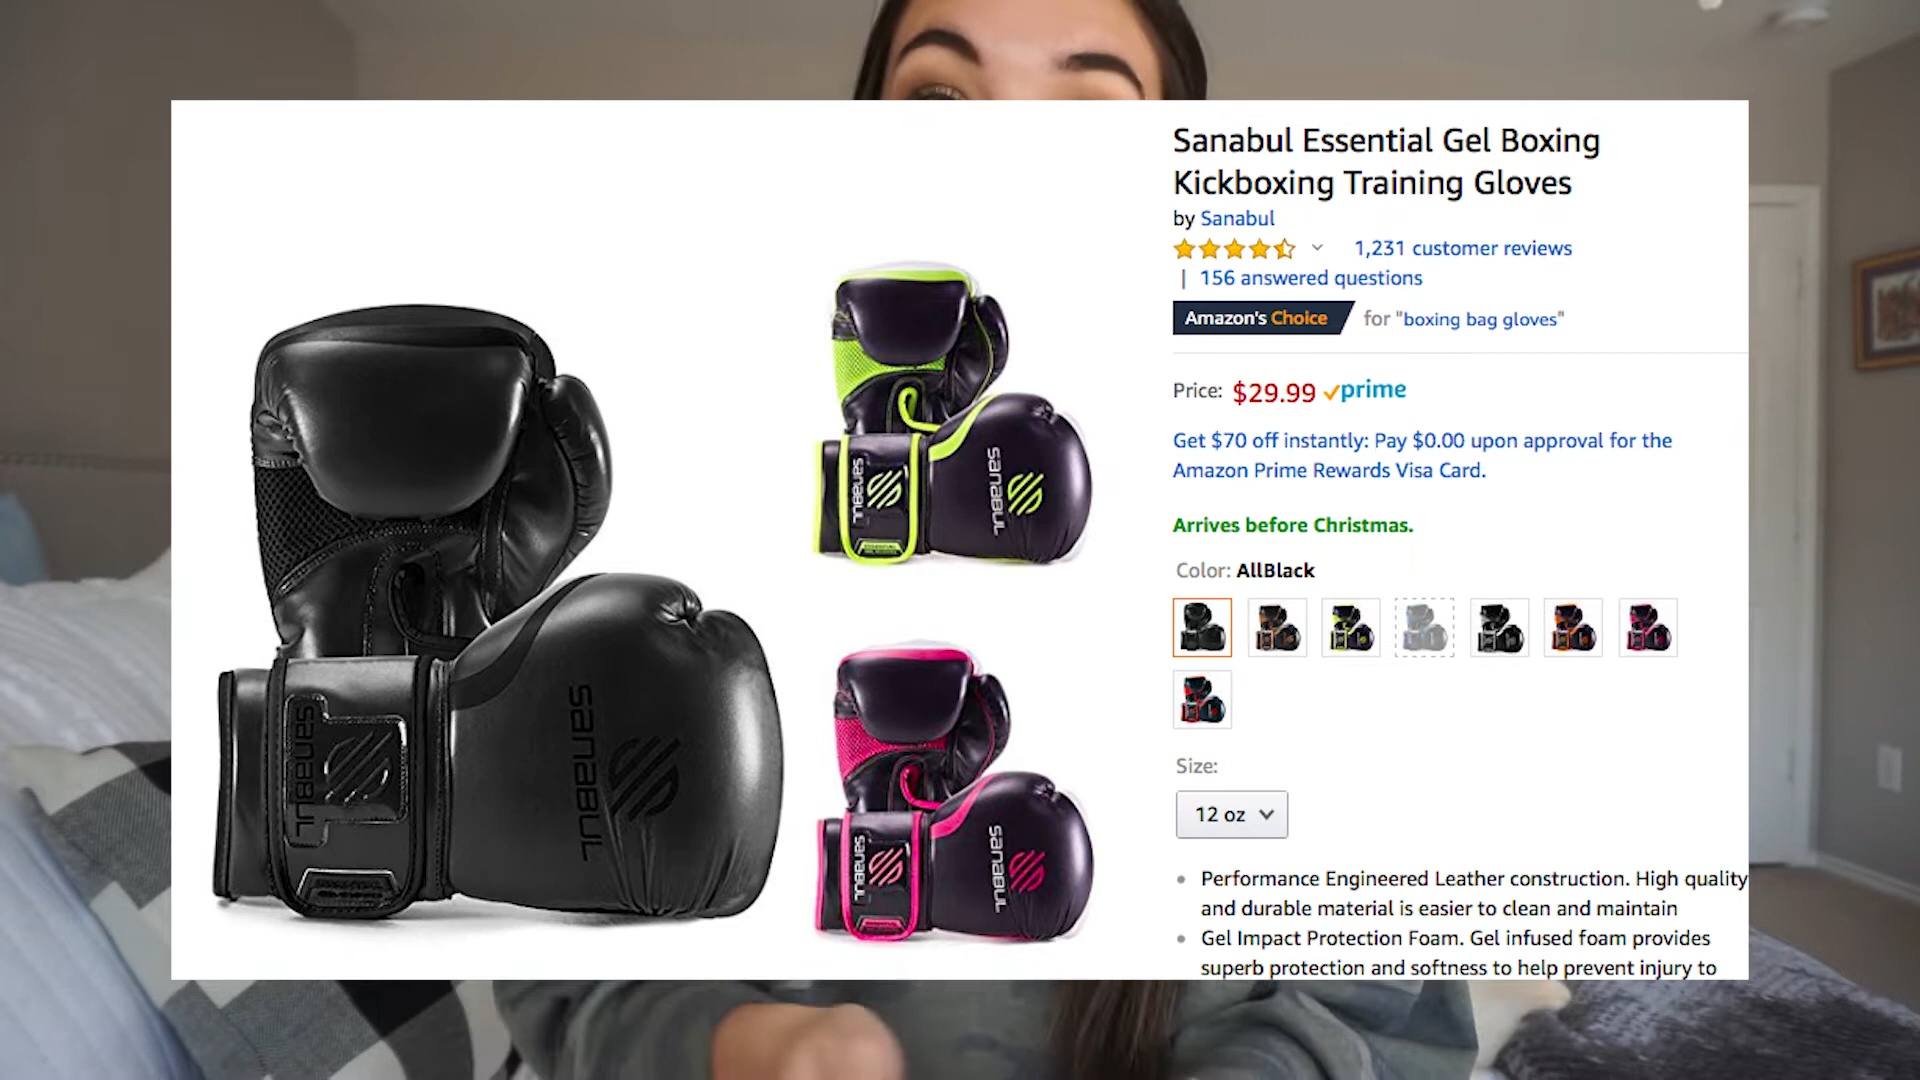 Sanabul Essential Gel Boxing
Kickboxing Training Gloves
by Sanabul
1,231 customer reviews
| 156 answered questions
Amazon's Choice for "boxing bag gloves"
Price: $29.99 prime
Get $70 off instantly: Pay $0.00 upon approval for the
Amazon Prime Rewards Visa Card.
Arrives before Christmas.
Color: AllBlack
Size:
12 oz
Performance Engineered Leather construction. High quality
and durable material is easier to clean and maintain
Gel Impact Protection Foam. Gel infused foam provides
superb protection and softness to help prevent injury to
SANABUL
SANABUL
SANABUL
SANABUL
SANABUL
SANABUL